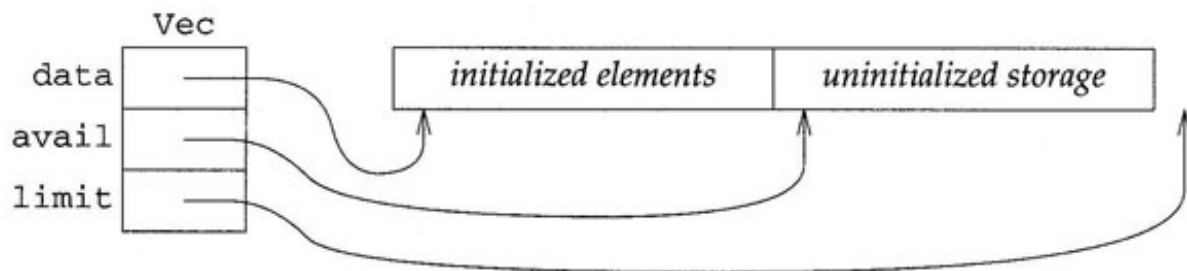 Vec
data
initialized elements
uninitialized storage
avail
limit